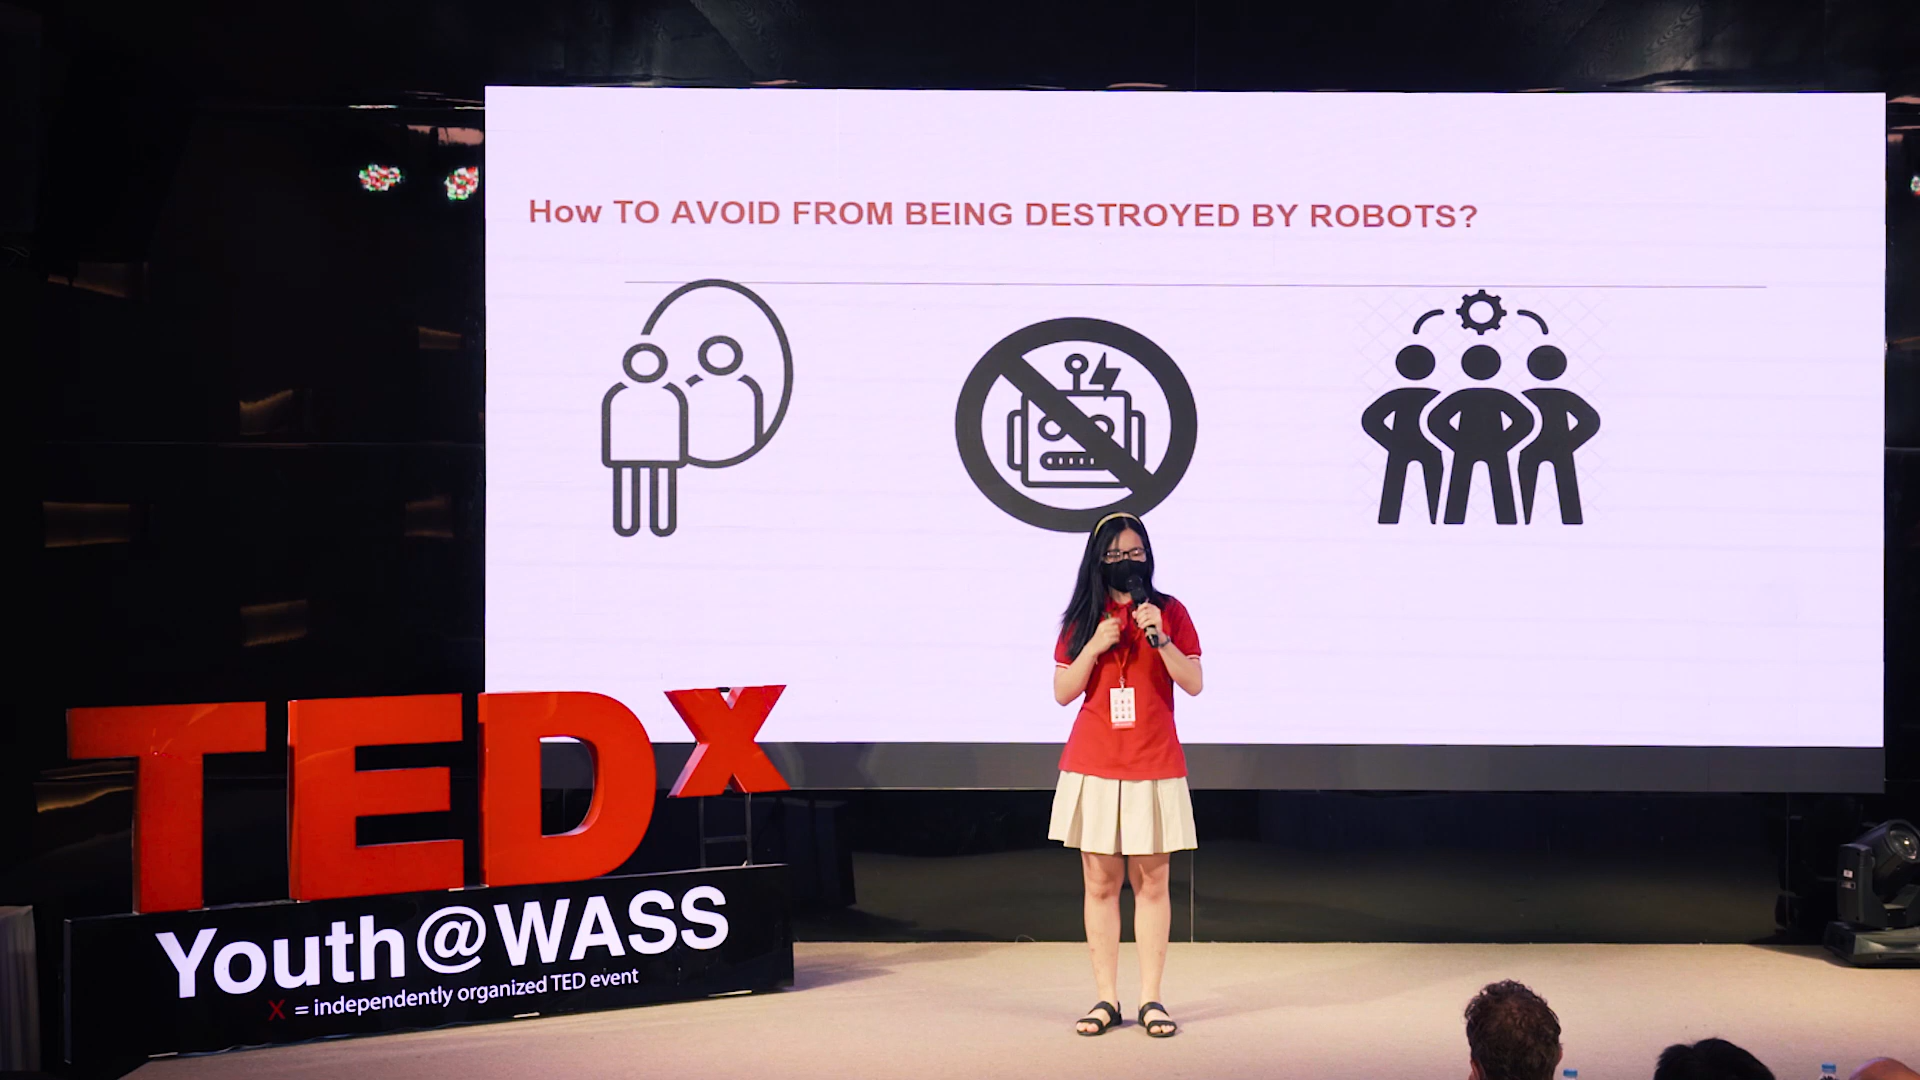 How TO AVOID FROM BEING DESTROYED BY ROBOTS?
TEDx
Youth@WASS
X = independently organized TED event